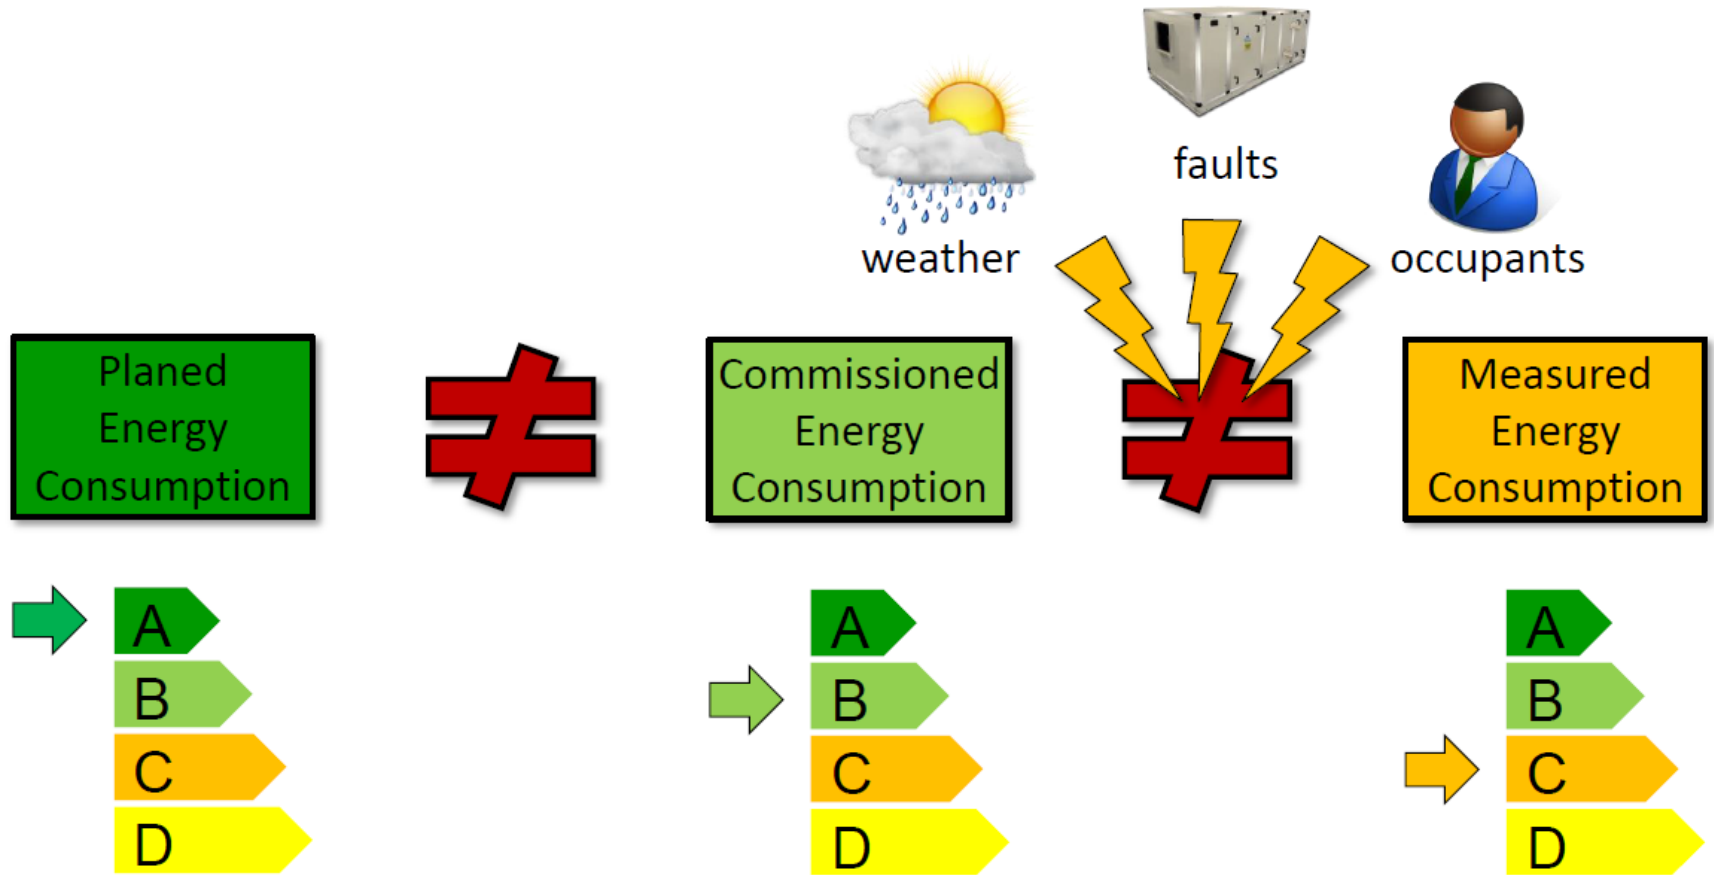 faults
weather
occupants
Planed
Energy
Consumption
Commissioned
Energy
Consumption
Measured
Energy
Consumption
A
B
C
D
A
B
C
D
A
B
C
D